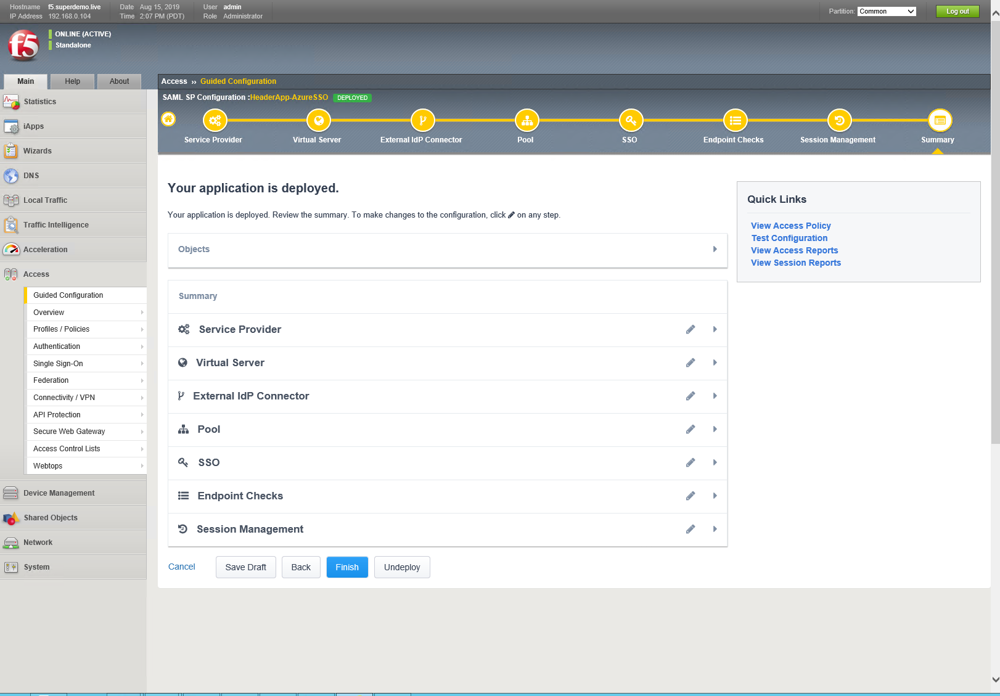 Hostname f5.superdemo.live Date Aug 15, 2019 User admin
IP Address 192.168.0.104 Time 2:07 PM (PDT) Role Administrator
Partition: Common Log out
f5
ONLINE (ACTIVE)
Standalone
Main Help About
Access ›› Guided Configuration
SAML SP Configuration :HeaderApp-AzureSSO DEPLOYED
Service Provider Virtual Server External IdP Connector Pool SSO Endpoint Checks Session Management Summary
Statistics
iApps
Wizards
DNS
Local Traffic
Traffic Intelligence
Acceleration
Access
Guided Configuration
Overview
Profiles / Policies
Authentication
Single Sign-On
Federation
Connectivity / VPN
API Protection
Secure Web Gateway
Access Control Lists
Webtops
Device Management
Shared Objects
Network
System
Your application is deployed.
Your application is deployed. Review the summary. To make changes to the configuration, click on any step.
Objects
Summary
Service Provider
Virtual Server
External IdP Connector
Pool
SSO
Endpoint Checks
Session Management
Cancel Save Draft Back Finish Undeploy
Quick Links
View Access Policy
Test Configuration
View Access Reports
View Session Reports